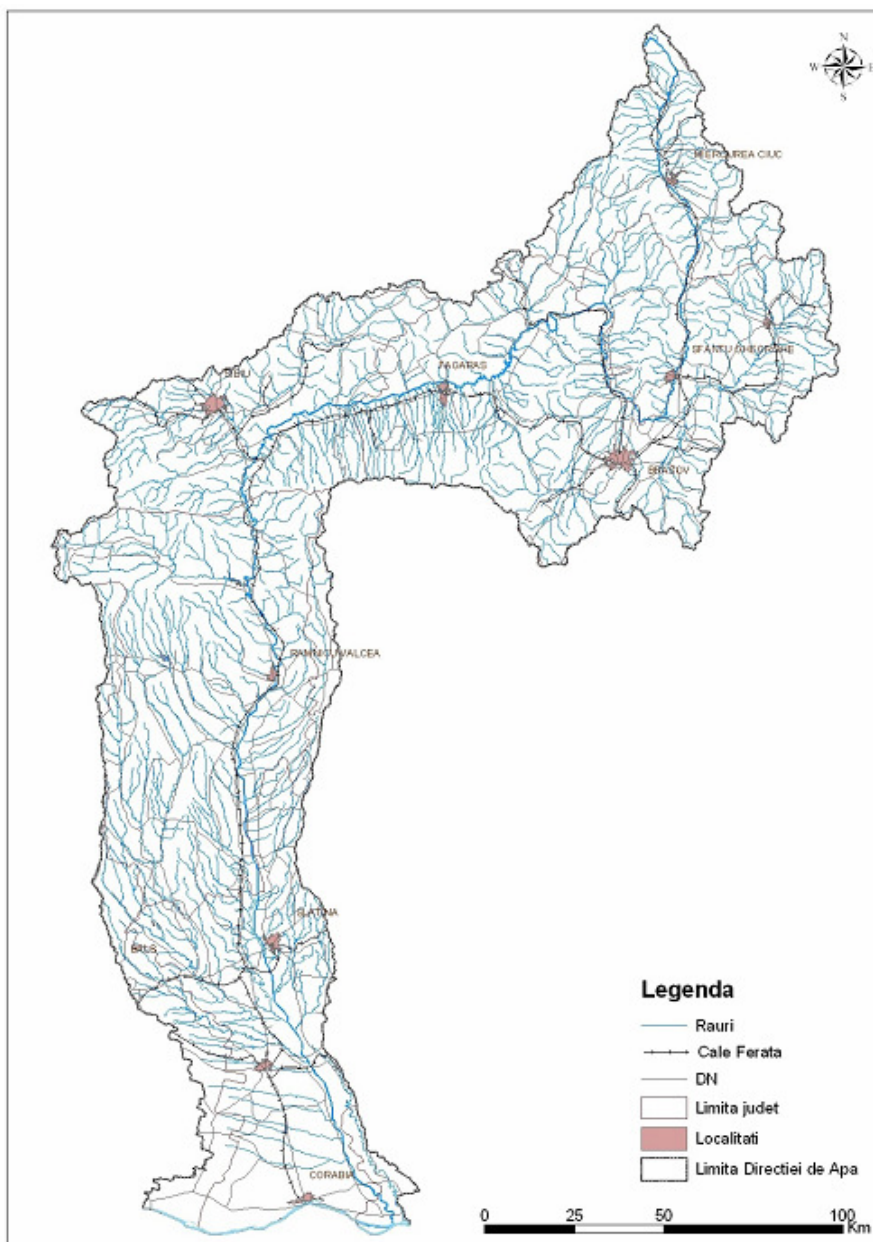 N
W E
S
MIERCUREA CIUC
SFANTU GHEORGHE
FAGARAS
SIBIU
BRASOV
RAMNICU VALCEA
SLATINA
CORABIA
Legenda
Rauri
Cale Ferata
DN
Limita judet
Localitati
Limita Directiei de Apa
0 25 50 100
Km